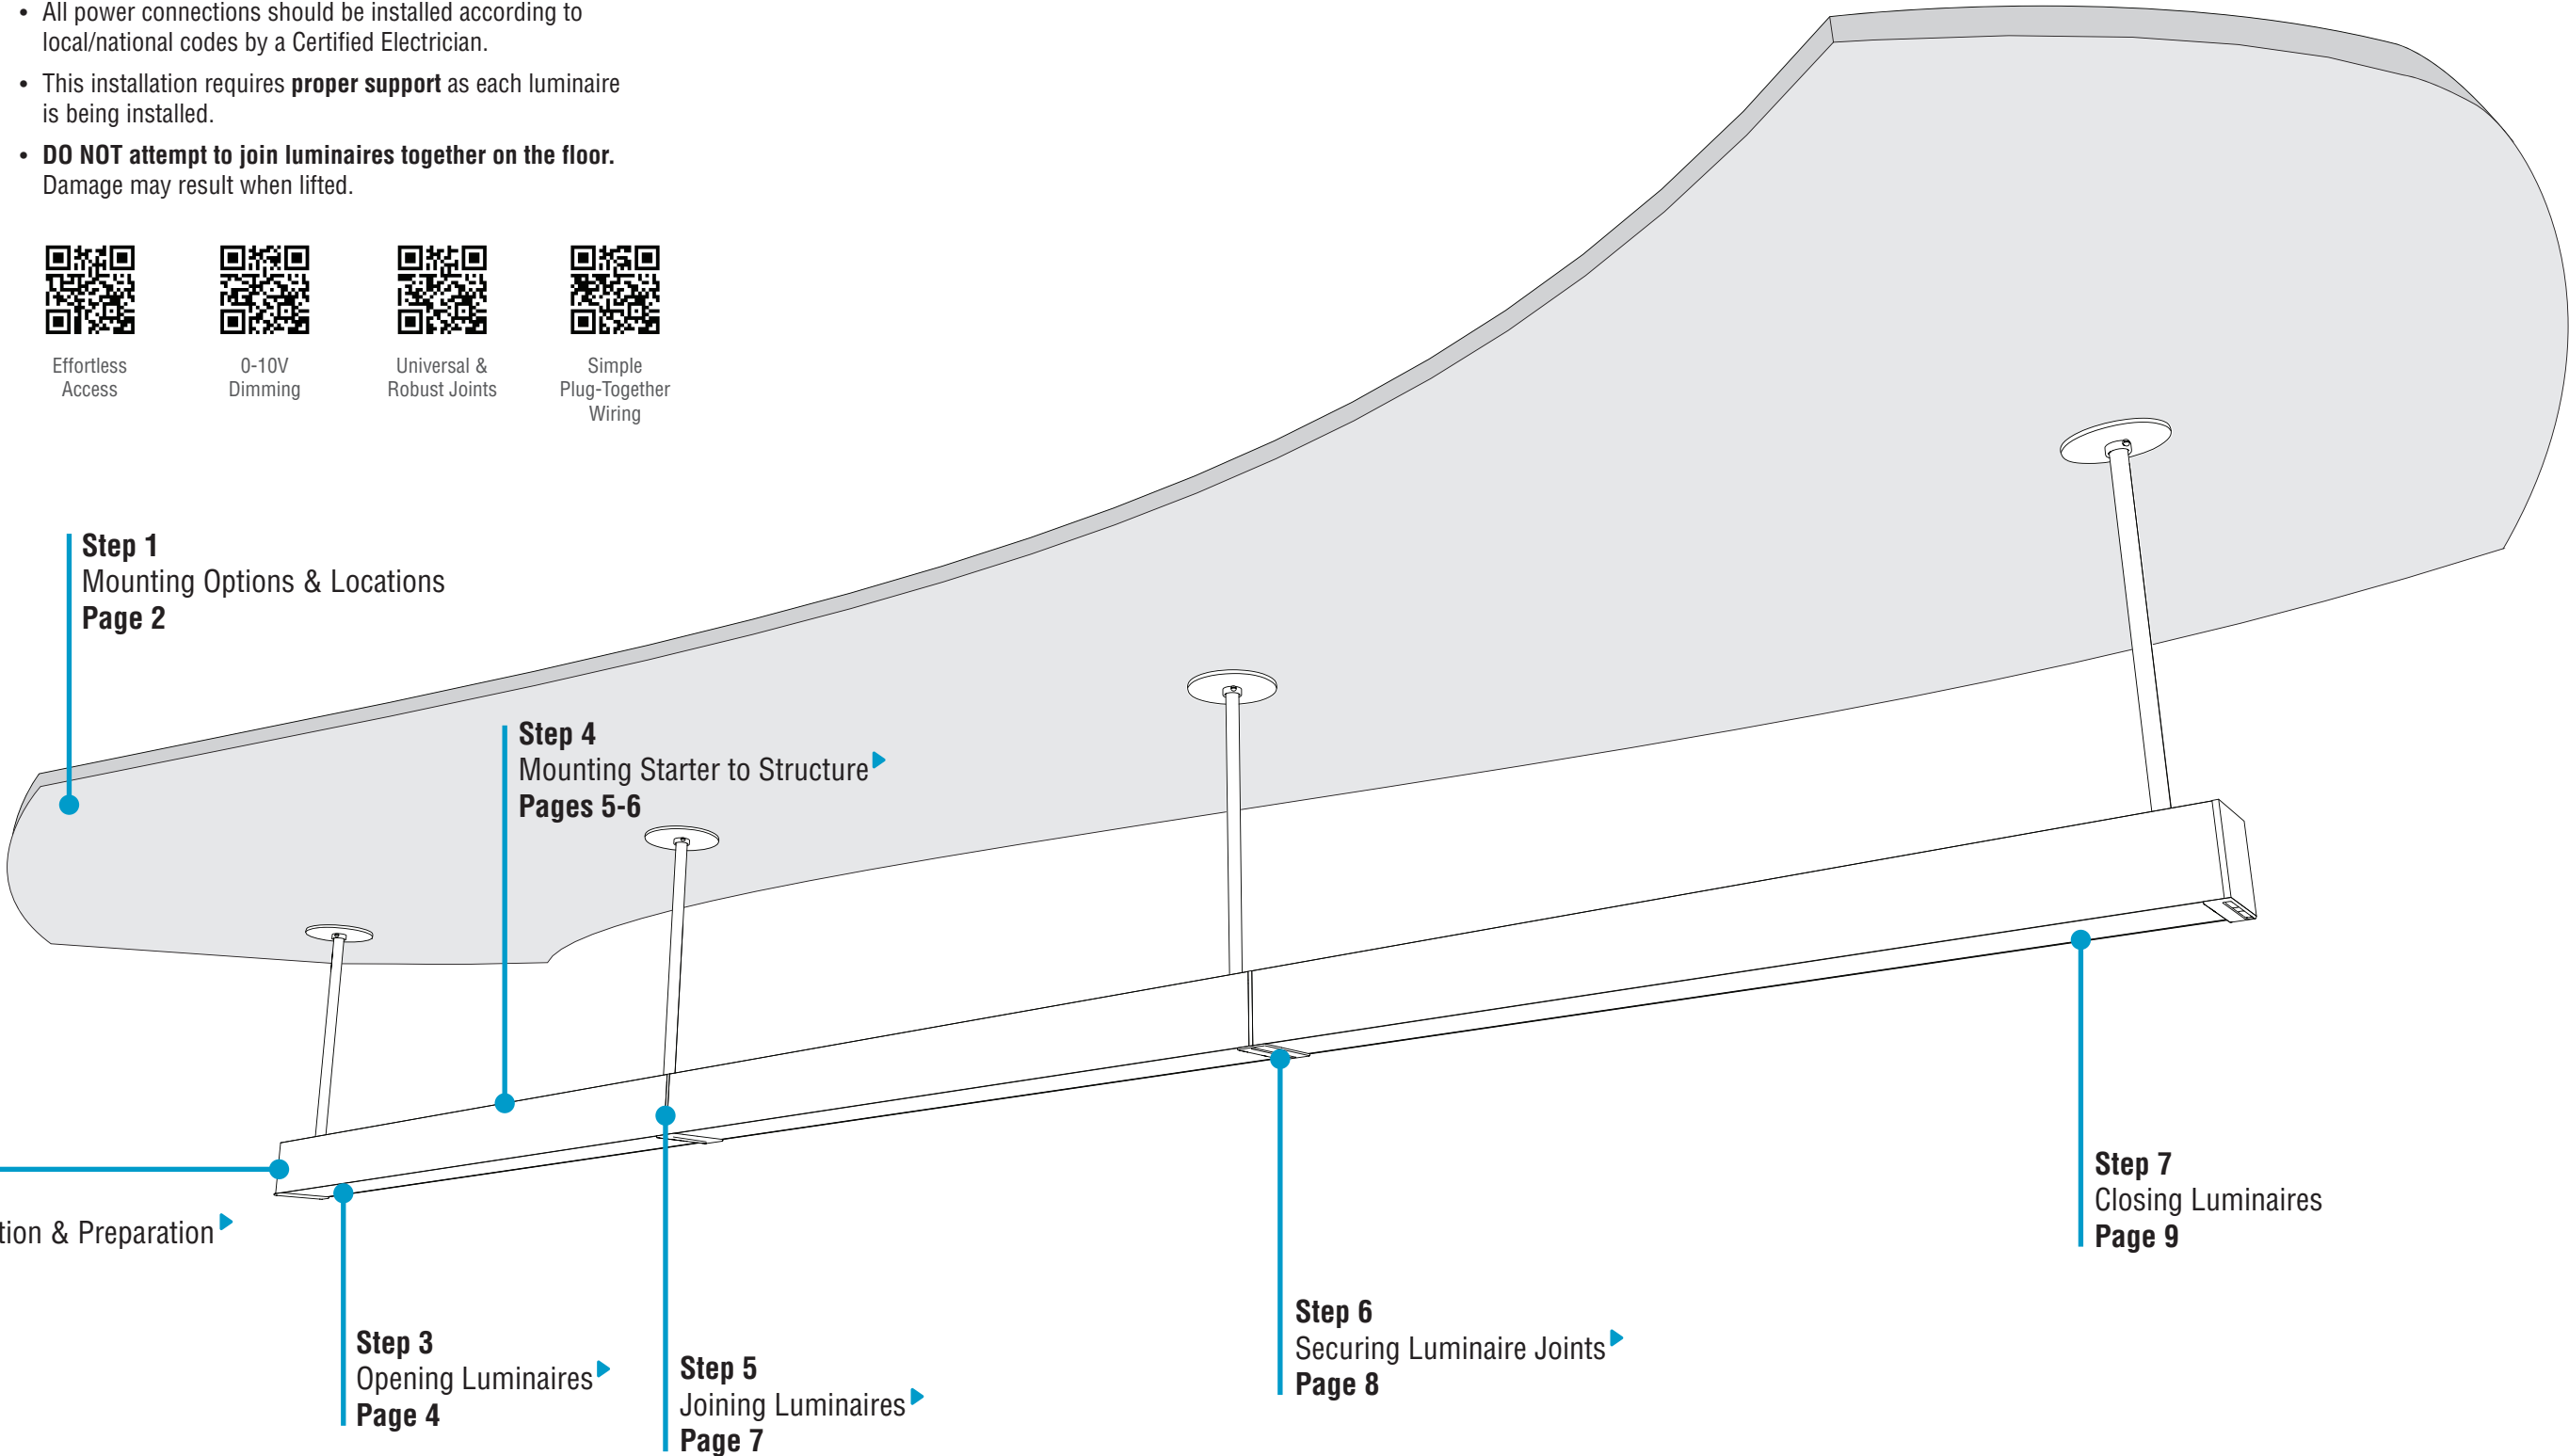 • All power connections should be installed according to
local/national codes by a Certified Electrician.
• This installation requires proper support as each luminaire
is being installed.
• DO NOT attempt to join luminaires together on the floor.
Damage may result when lifted.
Effortless
Access
0-10V
Dimming
Universal &
Robust Joints
Simple
Plug-Together
Wiring
Step 1
Mounting Options & Locations
Page 2
Step 4
Mounting Starter to Structure
Pages 5-6
& Preparation
Step 3
Opening Luminaires
Page 4
Step 5
Joining Luminaires
Page 7
Step 6
Securing Luminaire Joints
Page 8
Step 7
Closing Luminaires
Page 9